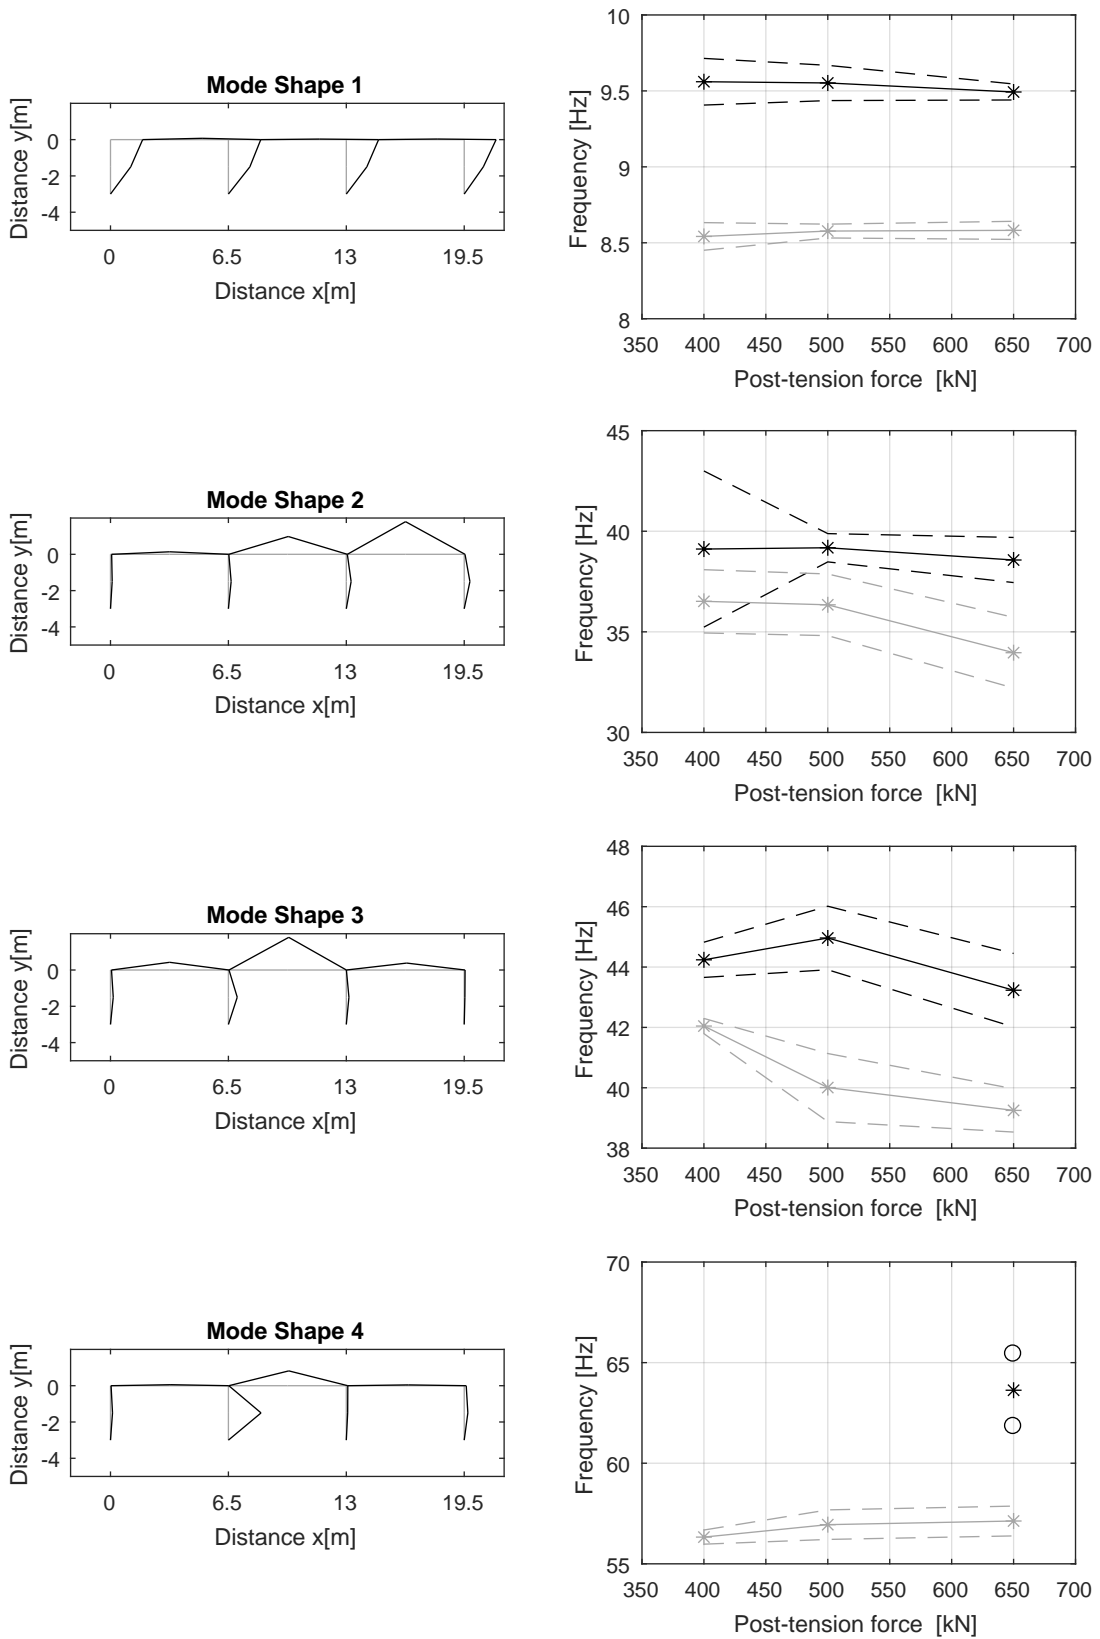 Mode Shape 1
Distance y[m]
0
-2
-4
0 6.5 13 19.5
Distance x[m]
Frequency [Hz]
10
9.5
9
8.5
8
350 400 450 500 550 600 650 700
Post-tension force [kN]
Mode Shape 2
Distance y[m]
0
-2
-4
0 6.5 13 19.5
Distance x[m]
Frequency [Hz]
45
40
35
30
350 400 450 500 550 600 650 700
Post-tension force [kN]
Mode Shape 3
Distance y[m]
0
-2
-4
0 6.5 13 19.5
Distance x[m]
Frequency [Hz]
48
46
44
42
40
38
350 400 450 500 550 600 650 700
Post-tension force [kN]
Mode Shape 4
Distance y[m]
0
-2
-4
0 6.5 13 19.5
Distance x[m]
Frequency [Hz]
70
65
60
55
350 400 450 500 550 600 650 700
Post-tension force [kN]